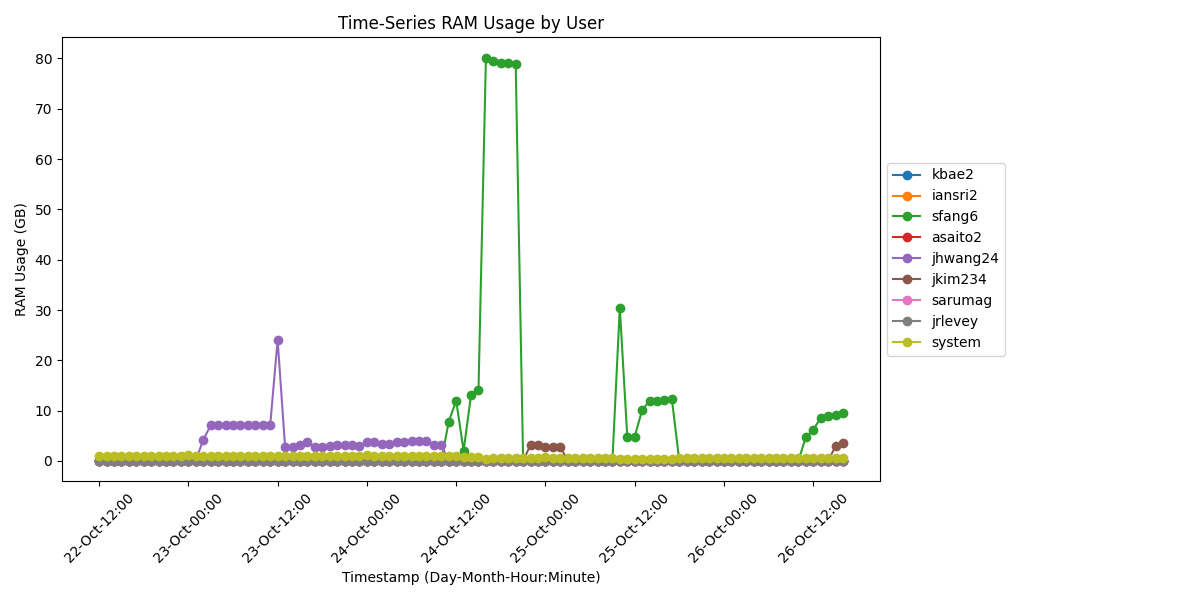 Time-Series RAM Usage by User
RAM Usage (GB)
80
70
60
50
40
30
20
10
0
22-Oct-12:00
23-Oct-00:00
23-Oct-12:00
24-Oct-00:00
24-Oct-12:00
25-Oct-00:00
25-Oct-12:00
26-Oct-00:00
26-Oct-12:00
Timestamp (Day-Month-Hour:Minute)
kbae2
iansri2
sfang6
asaito2
jhwang24
jkim234
sarumag
jrlevey
system